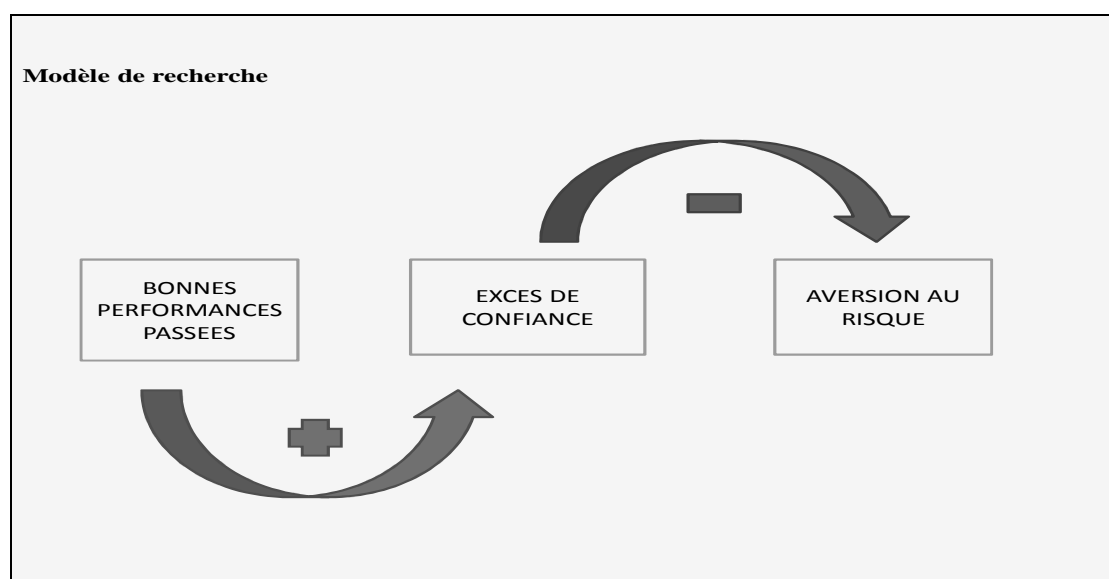 Modèle de recherche
BONNES
PERFORMANCES
PASSEES
EXCES DE
CONFIANCE
AVERSION AU
RISQUE